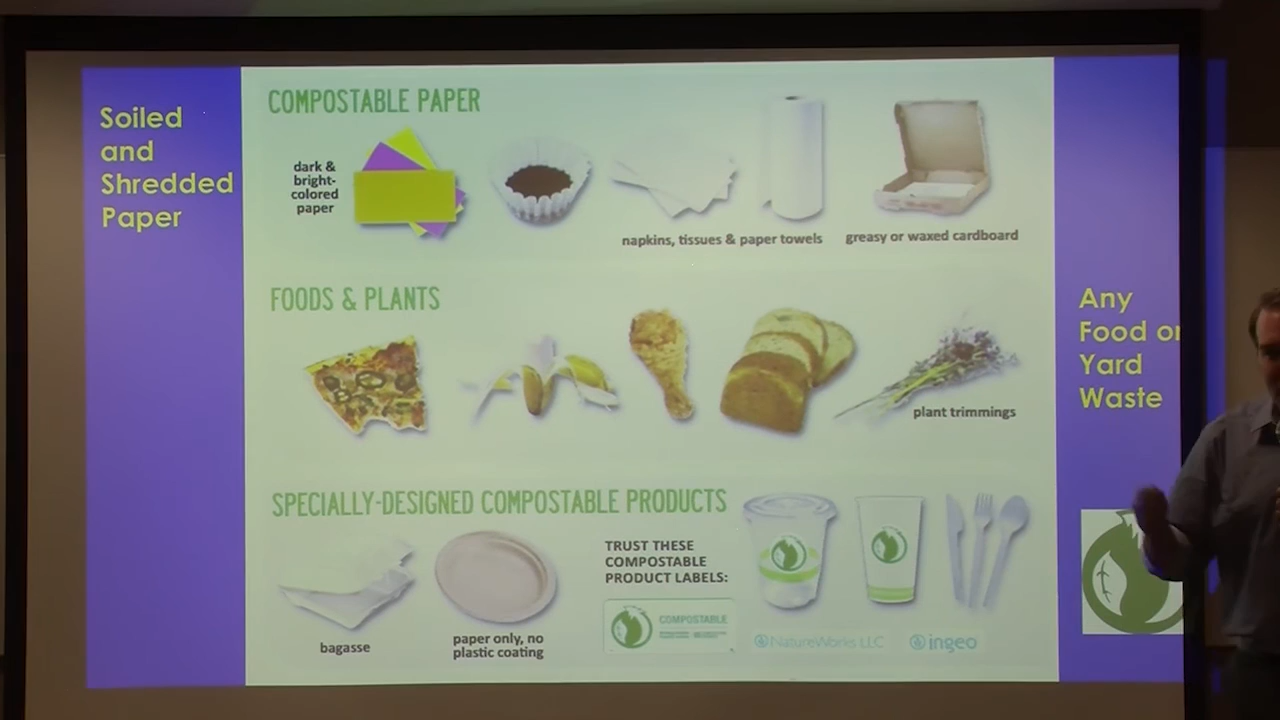 Soiled
and
Shredded
Paper
COMPOSTABLE PAPER
dark &
bright-
colored
paper
napkins, tissues & paper towels
greasy or waxed cardboard
FOODS & PLANTS
plant trimmings
Any
Food or
Yard
Waste
SPECIALLY-DESIGNED COMPOSTABLE PRODUCTS
bagasse
paper only, no
plastic coating
TRUST THESE
COMPOSTABLE
PRODUCT LABELS:
COMPOSTABLE
NatureWorks LLC
ingeo